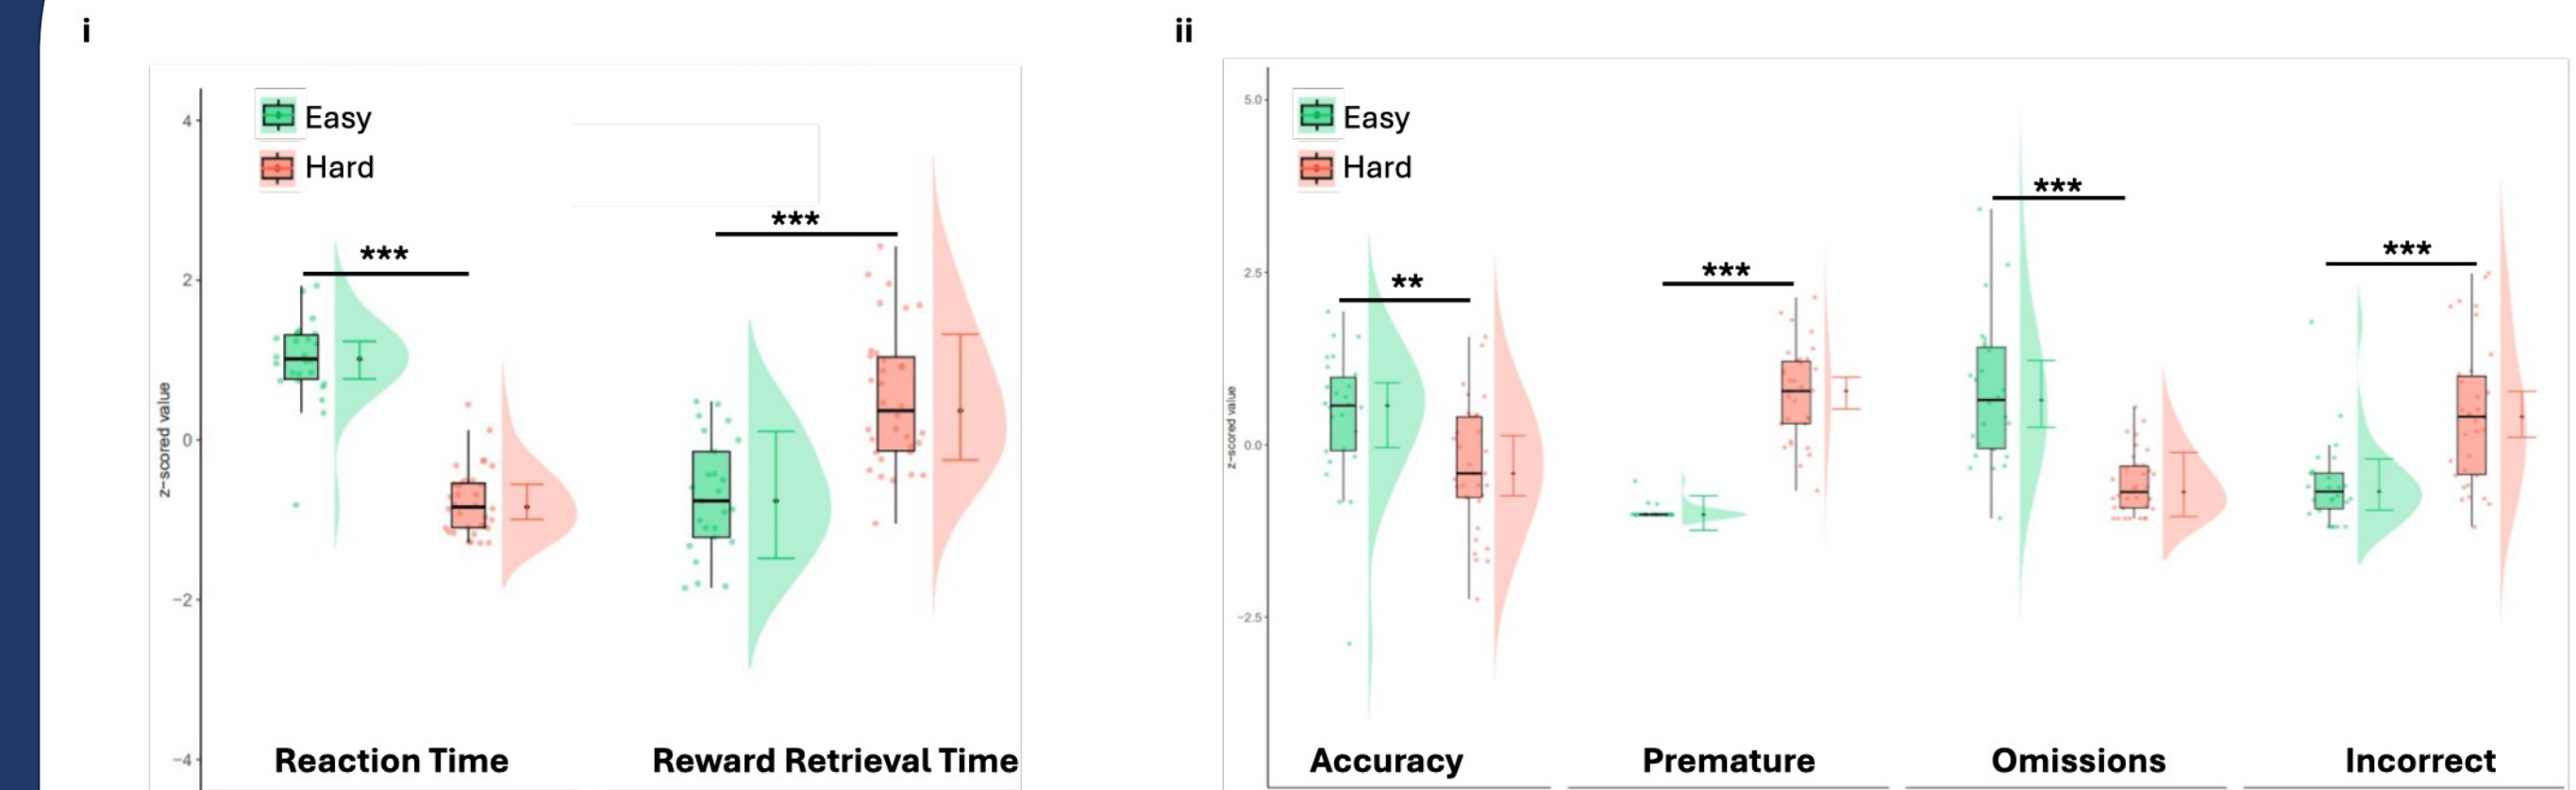 i
Easy
Hard
4
2
0
−2
−4
z−scored value
***
***
Reaction Time
Reward Retrieval Time
ii
Easy
Hard
5.0
2.5
0.0
−2.5
z−scored value
**
***
***
***
Accuracy
Premature
Omissions
Incorrect